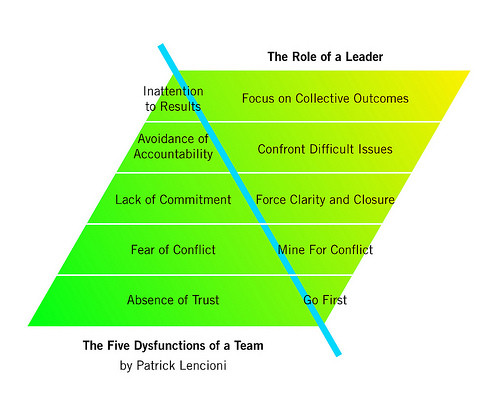 The Role of a Leader
Inattention
to Results
Focus on Collective Outcomes
Avoidance of
Accountability
Confront Difficult Issues
Lack of Commitment
Force Clarity and Closure
Fear of Conflict
Mine For Conflict
Absence of Trust
Go First
The Five Dysfunctions of a Team
by Patrick Lencioni